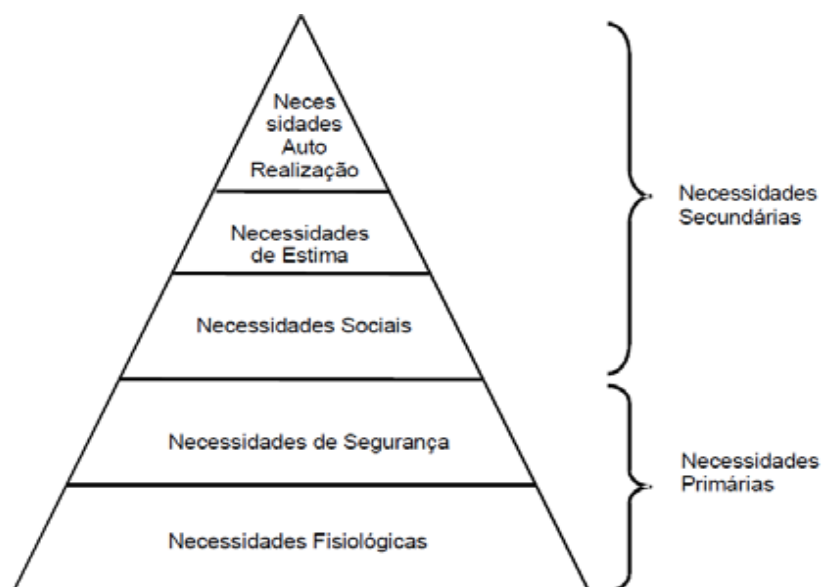 Neces
sidades
Auto
Realização
Necessidades
de Estima
Necessidades Sociais
Necessidades de Segurança
Necessidades Fisiológicas
Necessidades
Secundárias
Necessidades
Primárias